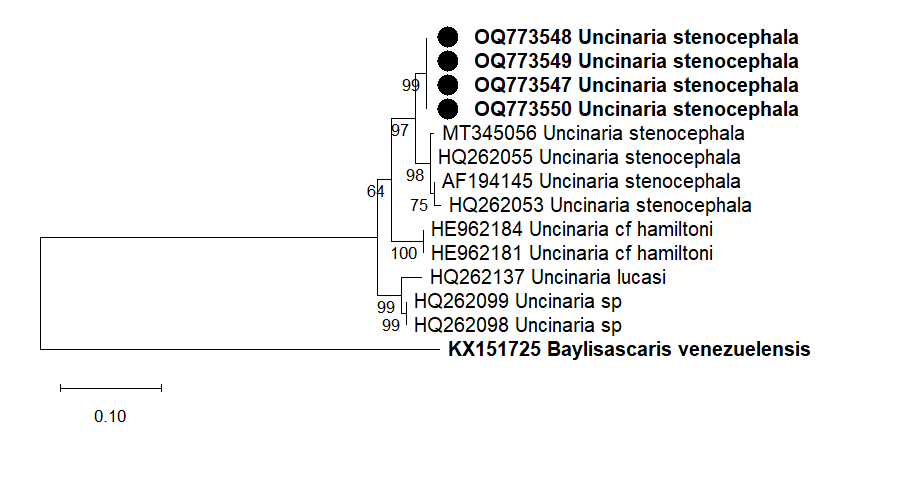 OQ773548 Uncinaria stenocephala
OQ773549 Uncinaria stenocephala
99
OQ773547 Uncinaria stenocephala
OQ773550 Uncinaria stenocephala
97
MT345056 Uncinaria stenocephala
HQ262055 Uncinaria stenocephala
98
AF194145 Uncinaria stenocephala
64
75
HQ262053 Uncinaria stenocephala
HE962184 Uncinaria cf hamiltoni
100
HE962181 Uncinaria cf hamiltoni
HQ262137 Uncinaria lucasi
99
HQ262099 Uncinaria sp
99
HQ262098 Uncinaria sp
KX151725 Baylisascaris venezuelensis
0.10